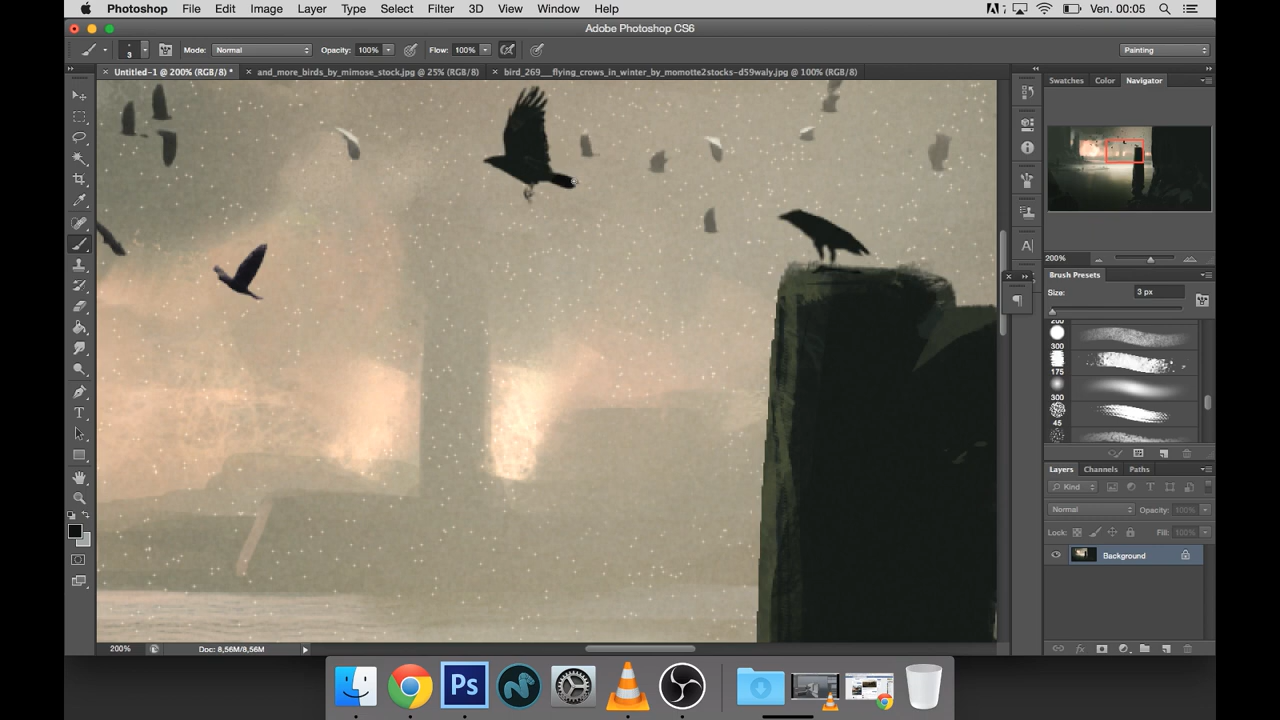 Photoshop File Edit Image Layer Type Select Filter 3D View Window Help Ven. 00:05
Adobe Photoshop CS6
3 Mode: Normal Opacity: 100% Flow: 100% Painting
× Untitled-1 @ 200% (RGB/8) * × and_more_birds_by_mimose_stock.jpg @ 25% (RGB/8) × bird_269__flying_crows_in_winter_by_momotte2stocks-d59waly.jpg @ 100% (RGB/8)
Swatches Color Navigator
200%
Brush Presets
Size: 3 px
200
300
175
300
45
Layers Channels Paths
Kind
Normal Opacity: 100%
Lock: Fill: 100%
Background
200% Doc: 8,56M/8,56M
Ps